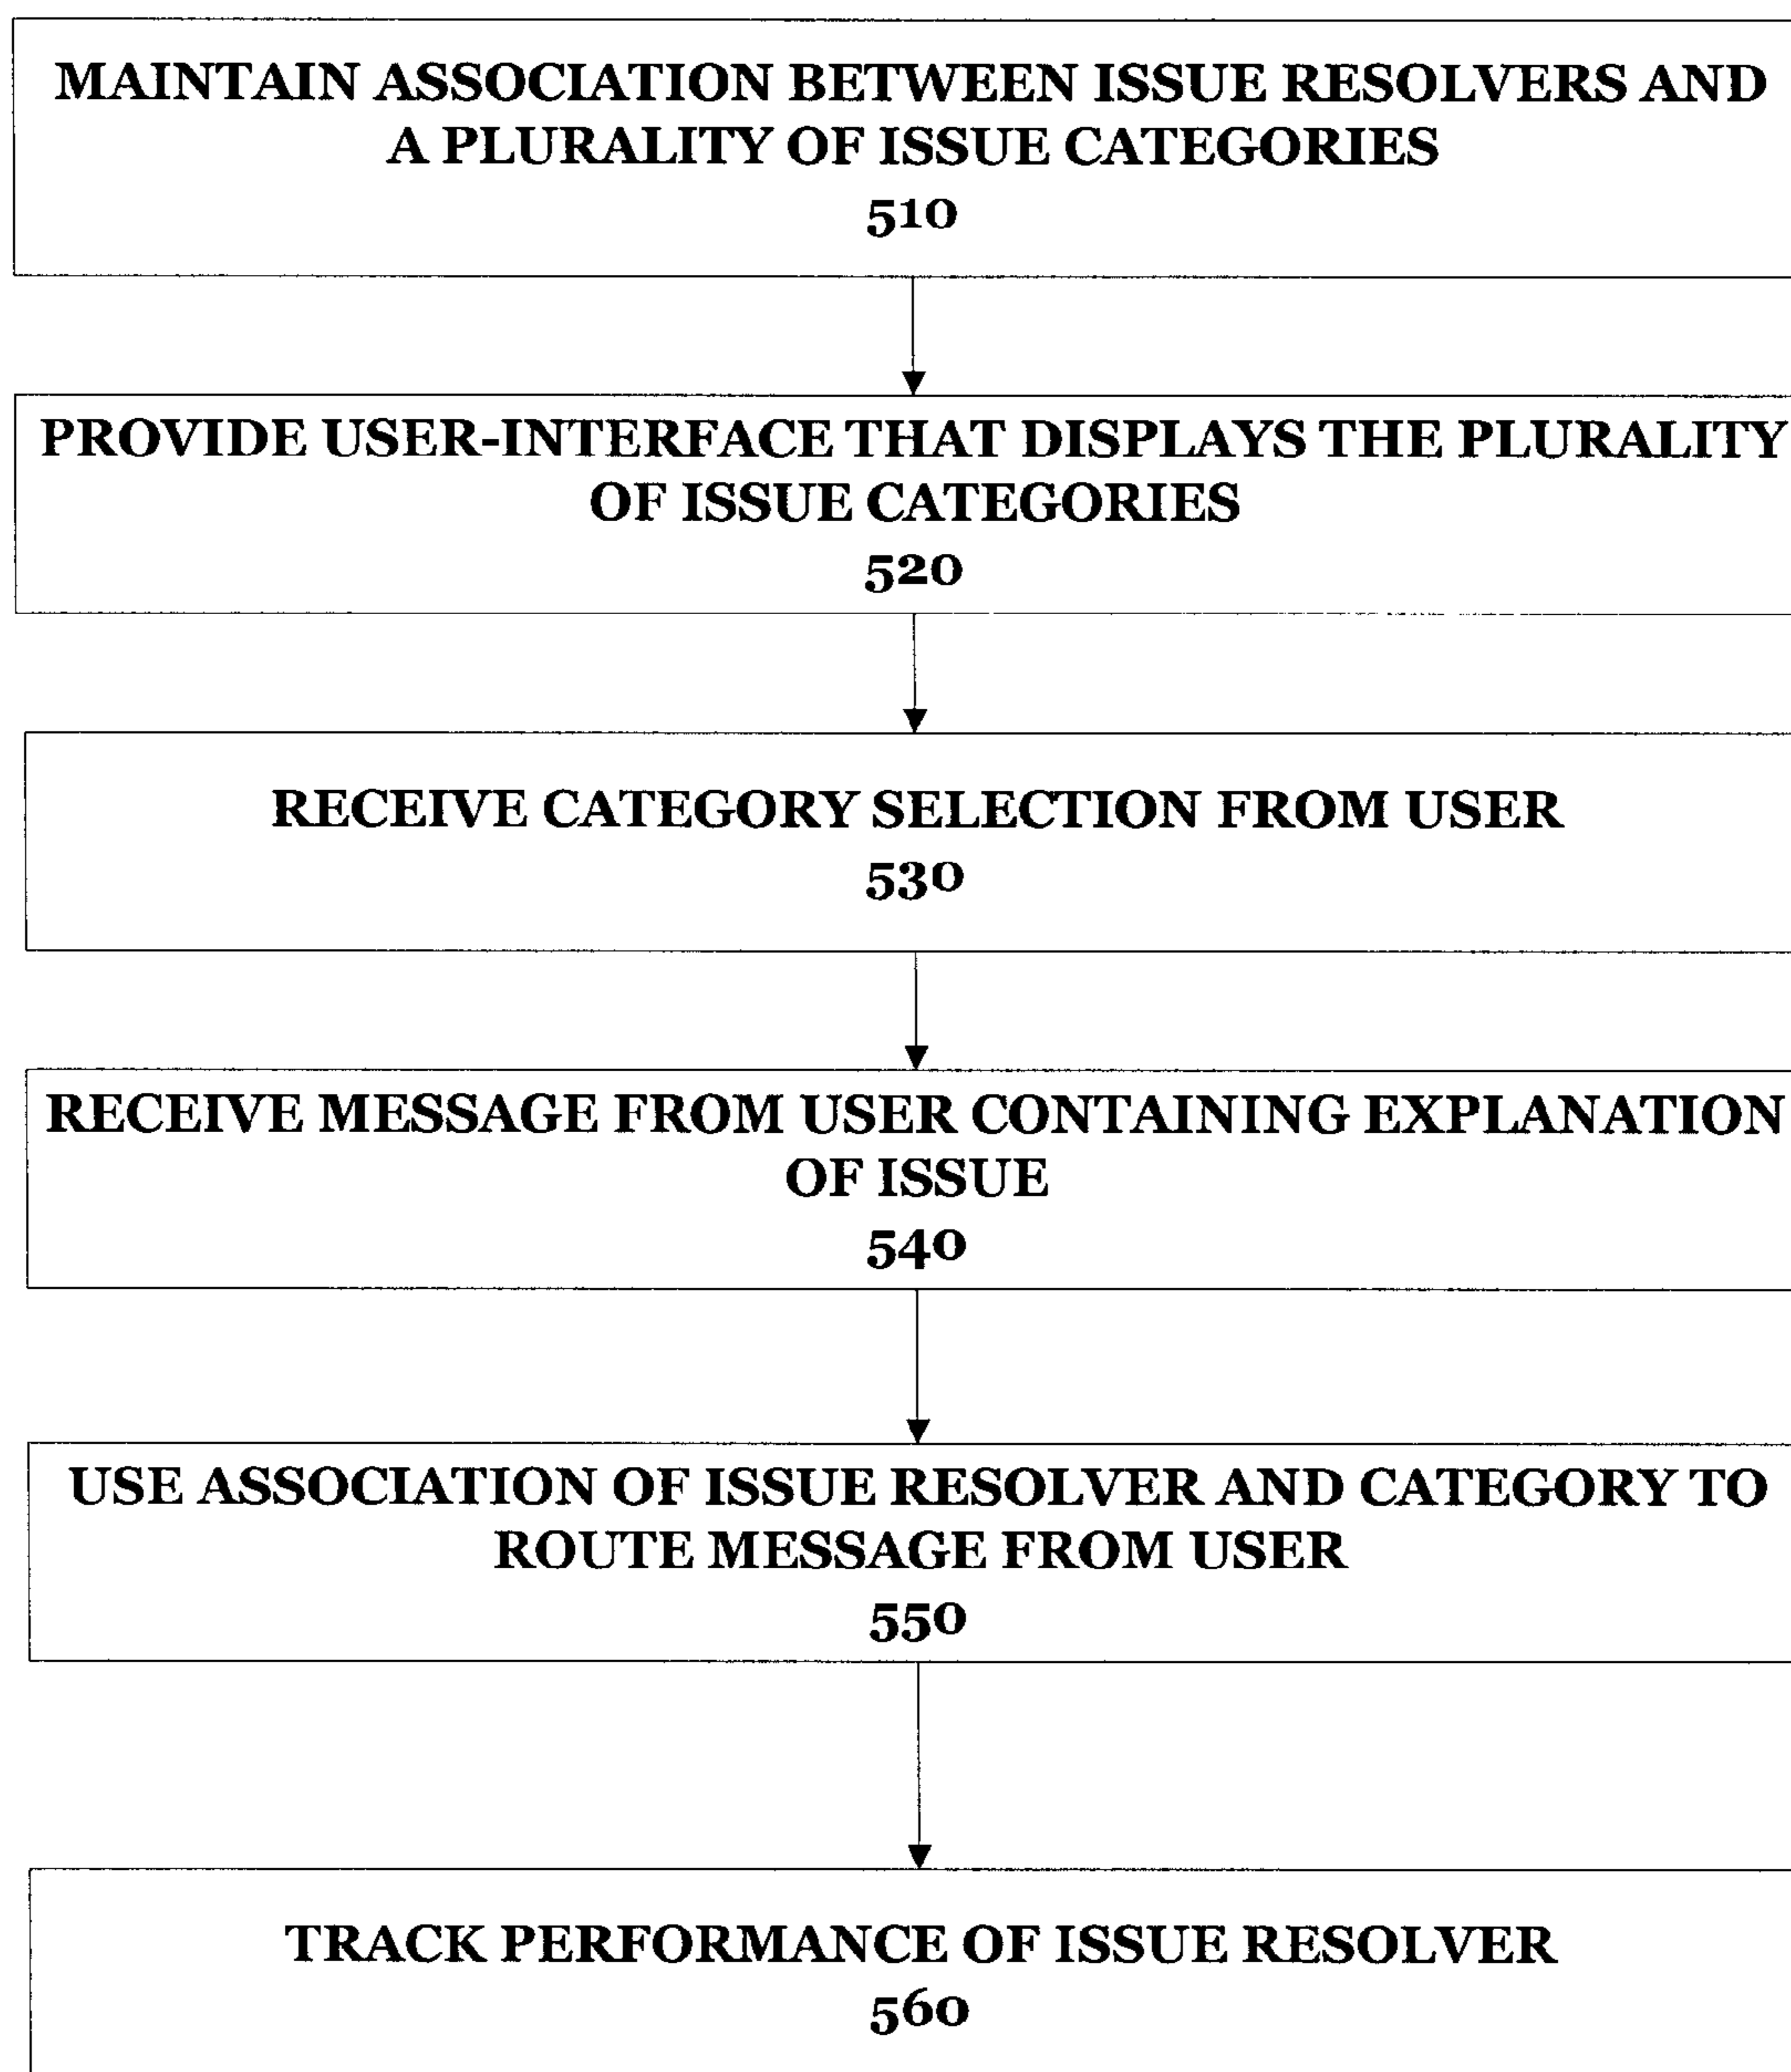 MAINTAIN ASSOCIATION BETWEEN ISSUE RESOLVERS AND
A PLURALITY OF ISSUE CATEGORIES
510
PROVIDE USER-INTERFACE THAT DISPLAYS THE PLURALITY
OF ISSUE CATEGORIES
520
RECEIVE CATEGORY SELECTION FROM USER
530
RECEIVE MESSAGE FROM USER CONTAINING EXPLANATION
OF ISSUE
540
USE ASSOCIATION OF ISSUE RESOLVER AND CATEGORY TO
ROUTE MESSAGE FROM USER
550
TRACK PERFORMANCE OF ISSUE RESOLVER
560